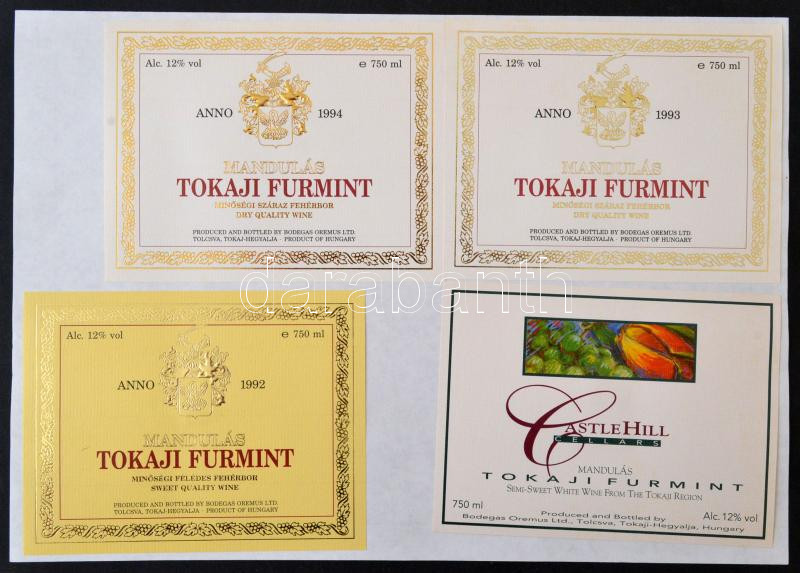 Alc. 12% vol
℮ 750 ml
ANNO 1994
MANDULÁS
TOKAJI FURMINT
MINŐSÉGI SZÁRAZ FEHÉRBOR
DRY QUALITY WINE
PRODUCED AND BOTTLED BY BODEGAS OREMUS LTD.
TOLCSVA, TOKAJ-HEGYALJA · PRODUCT OF HUNGARY
Alc. 12% vol
℮ 750 ml
ANNO 1993
MANDULÁS
TOKAJI FURMINT
MINŐSÉGI SZÁRAZ FEHÉRBOR
DRY QUALITY WINE
PRODUCED AND BOTTLED BY BODEGAS OREMUS LTD.
TOLCSVA, TOKAJ-HEGYALJA · PRODUCT OF HUNGARY
darabanth
Alc. 12% vol
℮ 750 ml
ANNO 1992
MANDULÁS
TOKAJI FURMINT
MINŐSÉGI FÉLÉDES FEHÉRBOR
SWEET QUALITY WINE
PRODUCED AND BOTTLED BY BODEGAS OREMUS LTD.
TOLCSVA, TOKAJ-HEGYALJA · PRODUCT OF HUNGARY
CASTLE HILL
CELLARS
MANDULÁS
TOKAJI FURMINT
SEMI-SWEET WHITE WINE FROM THE TOKAJI REGION
750 ml
Produced and Bottled by
Alc. 12% vol
Bodegas Oremus Ltd., Tolcsva, Tokaj-Hegyalja, Hungary